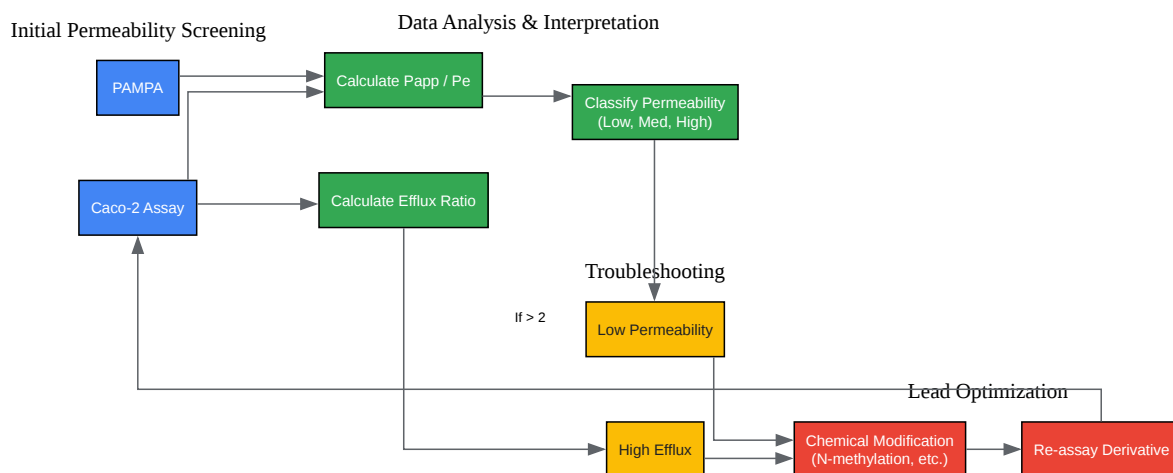 Initial Permeability Screening
Data Analysis & Interpretation
PAMPA
Calculate Papp / Pe
Classify Permeability
(Low, Med, High)
Caco-2 Assay
Calculate Efflux Ratio
Troubleshooting
If > 2
Low Permeability
Lead Optimization
High Efflux
Chemical Modification
(N-methylation, etc.)
Re-assay Derivative